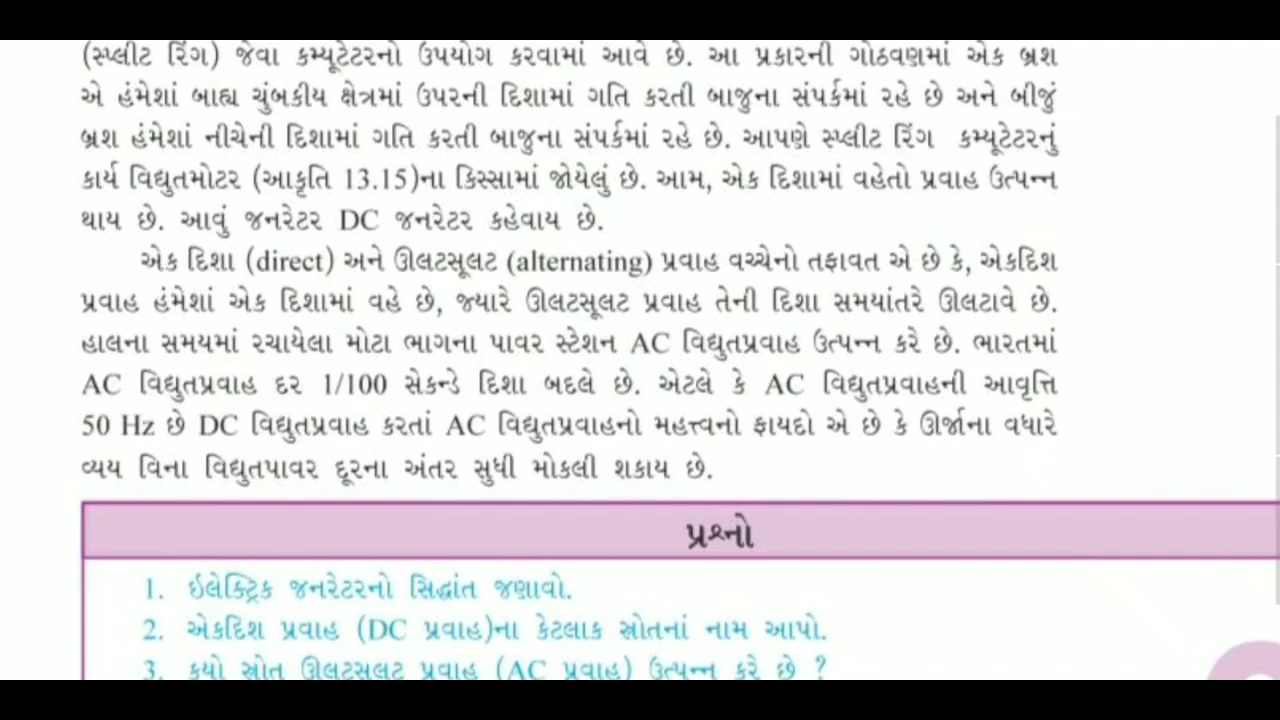 (સ્પ્લીટ રિંગ) જેવા કમ્યૂટેટરનો ઉપયોગ કરવામાં આવે છે. આ પ્રકારની ગોઠવણમાં એક બ્રશ
એ હંમેશાં બાહ્ય ચુંબકીય ક્ષેત્રમાં ઉપરની દિશામાં ગતિ કરતી બાજુના સંપર્કમાં રહે છે અને બીજું
બ્રશ હંમેશાં નીચેની દિશામાં ગતિ કરતી બાજુના સંપર્કમાં રહે છે. આપણે સ્પ્લીટ રિંગ કમ્યૂટેટરનું
કાર્ય વિદ્યુતમોટર (આકૃતિ 13.15)ના કિસ્સામાં જોયેલું છે. આમ, એક દિશામાં વહેતો પ્રવાહ ઉત્પન્ન
થાય છે. આવું જનરેટર DC જનરેટર કહેવાય છે.
એક દિશા (direct) અને ઊલટસૂલટ (alternating) પ્રવાહ વચ્ચેનો તફાવત એ છે કે, એકદિશ
પ્રવાહ હંમેશાં એક દિશામાં વહે છે, જ્યારે ઊલટસૂલટ પ્રવાહ તેની દિશા સમયાંતરે ઊલટાવે છે.
હાલના સમયમાં રચાયેલા મોટા ભાગના પાવર સ્ટેશન AC વિદ્યુતપ્રવાહ ઉત્પન્ન કરે છે. ભારતમાં
AC વિદ્યુતપ્રવાહ દર 1/100 સેકન્ડે દિશા બદલે છે. એટલે કે AC વિદ્યુતપ્રવાહની આવૃત્તિ
50 Hz છે DC વિદ્યુતપ્રવાહ કરતાં AC વિદ્યુતપ્રવાહનો મહત્ત્વનો ફાયદો એ છે કે ઊર્જાના વધારે
વ્યય વિના વિદ્યુતપાવર દૂરના અંતર સુધી મોકલી શકાય છે.
પ્રશ્નો
1. ઇલેક્ટ્રિક જનરેટરનો સિદ્ધાંત જણાવો.
2. એકદિશ પ્રવાહ (DC પ્રવાહ)ના કેટલાક સ્રોતનાં નામ આપો.
3. કયો સ્રોત ઊલટસૂલટ પ્રવાહ (AC પ્રવાહ) ઉત્પન્ન કરે છે ?